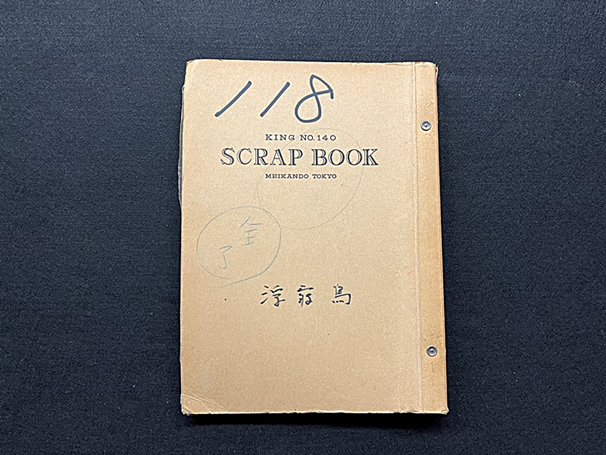 118
KING NO. 140
SCRAP BOOK
MEIKANDO TOKYO
全
了
浮寝鳥